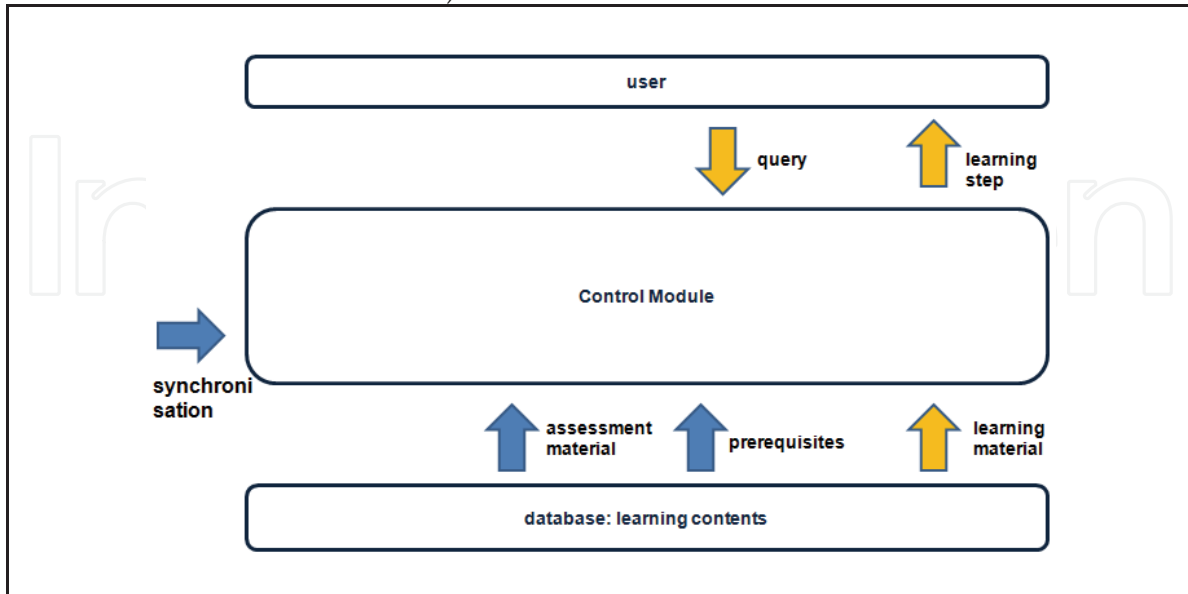 user
query
learning
step
Control Module
synchroni
sation
assessment
material
prerequisites
learning
material
database: learning contents